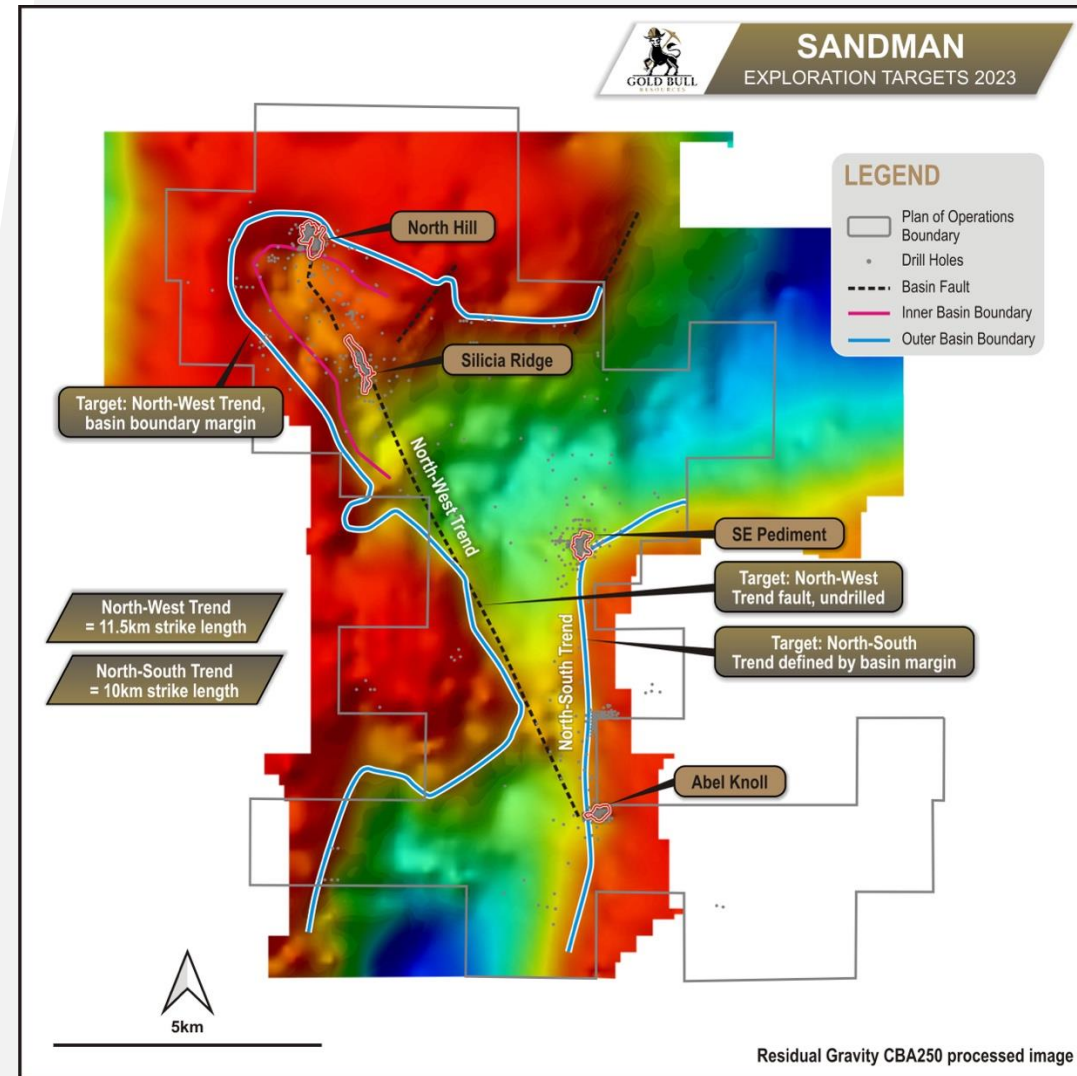 GOLD BULL
RESOURCES
SANDMAN
EXPLORATION TARGETS 2023
LEGEND
Plan of Operations
Boundary
Drill Holes
Basin Fault
Inner Basin Boundary
Outer Basin Boundary
North Hill
Silicia Ridge
Target: North-West Trend,
basin boundary margin
North-West Trend
SE Pediment
Target: North-West
Trend fault, undrilled
North-West Trend
= 11.5km strike length
Target: North-South
Trend defined by basin margin
North-South Trend
= 10km strike length
North-South Trend
Abel Knoll
5km
Residual Gravity CBA250 processed image